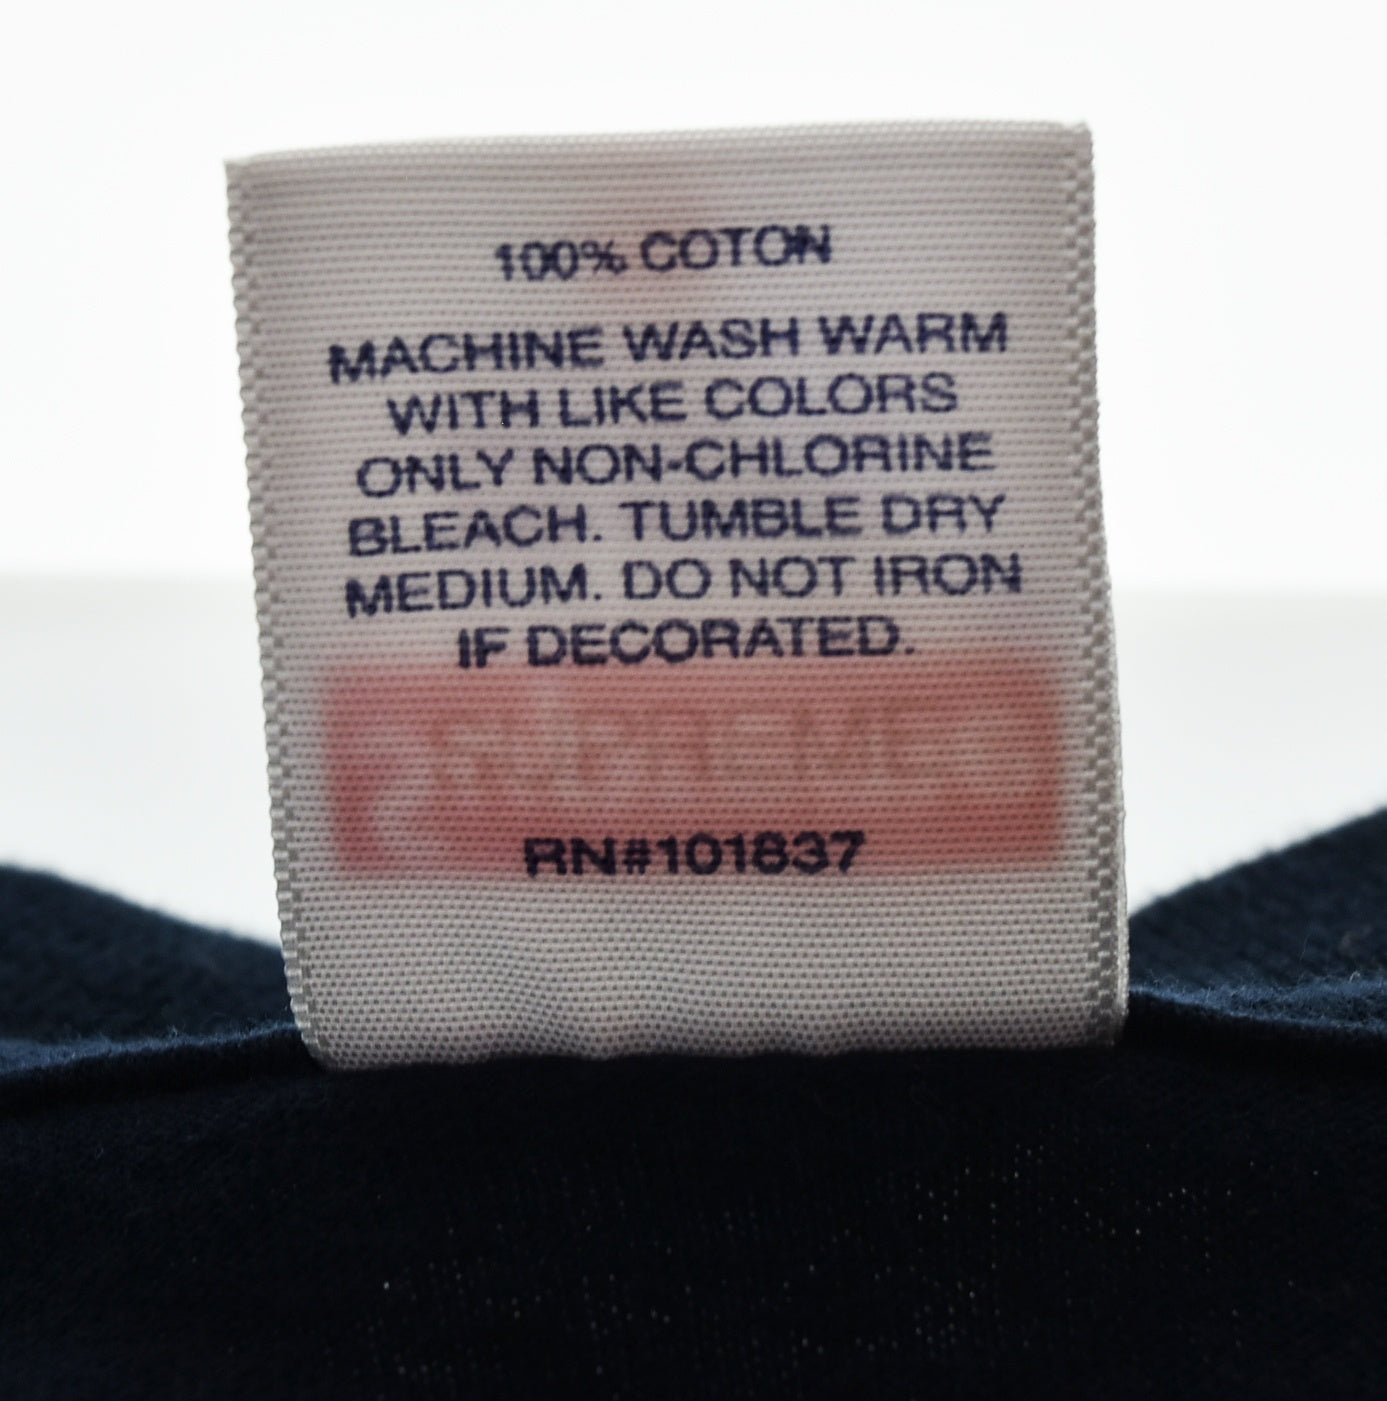 100% COTON
MACHINE WASH WARM
WITH LIKE COLORS
ONLY NON-CHLORINE
BLEACH. TUMBLE DRY
MEDIUM. DO NOT IRON
IF DECORATED.
RN#101837